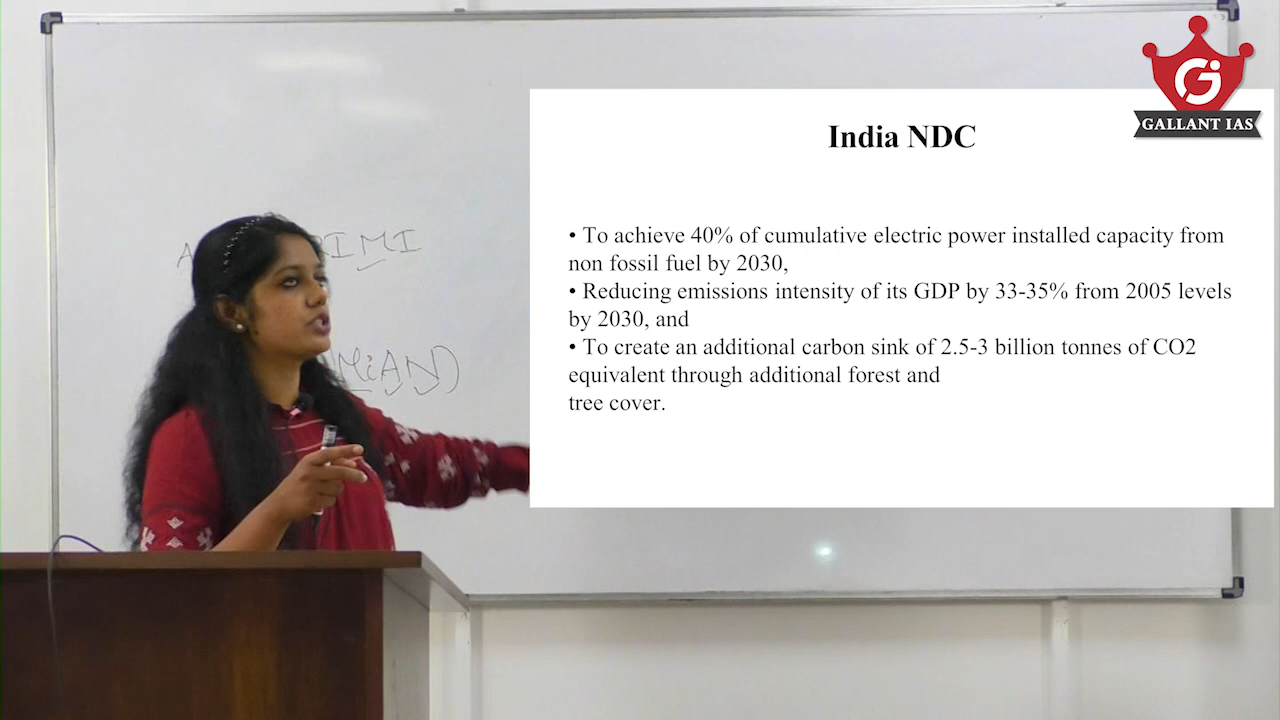 GALLANT IAS
India NDC
• To achieve 40% of cumulative electric power installed capacity from
non fossil fuel by 2030,
• Reducing emissions intensity of its GDP by 33-35% from 2005 levels
by 2030, and
• To create an additional carbon sink of 2.5-3 billion tonnes of CO2
equivalent through additional forest and
tree cover.